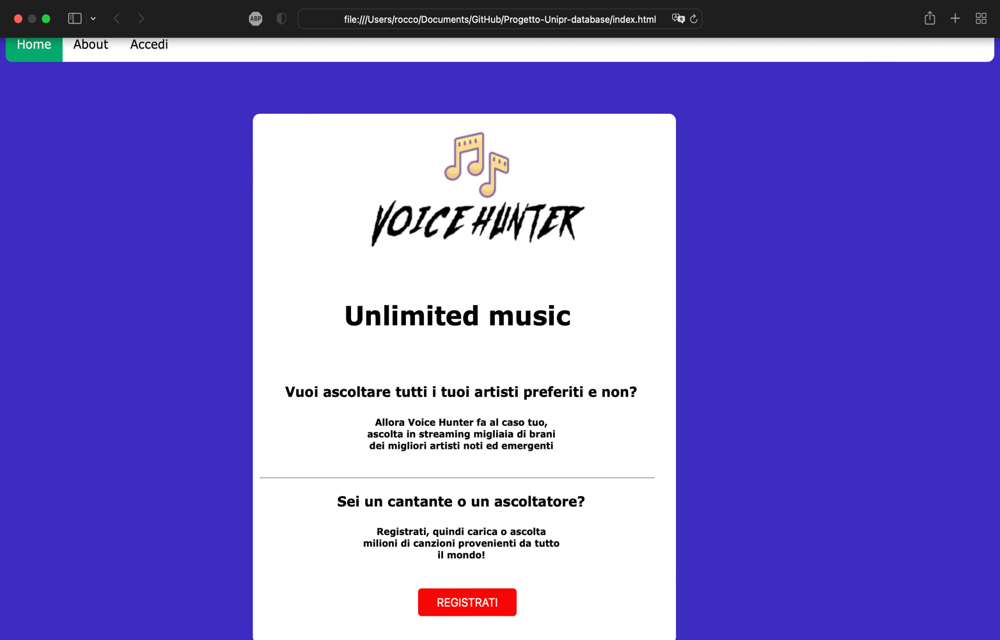 ABP
file:///Users/rocco/Documents/GitHub/Progetto-Unipr-database/index.html
Home About Accedi
VOICE HUNTER
Unlimited music
Vuoi ascoltare tutti i tuoi artisti preferiti e non?
Allora Voice Hunter fa al caso tuo,
ascolta in streaming migliaia di brani
dei migliori artisti noti ed emergenti
Sei un cantante o un ascoltatore?
Registrati, quindi carica o ascolta
milioni di canzoni provenienti da tutto
il mondo!
REGISTRATI